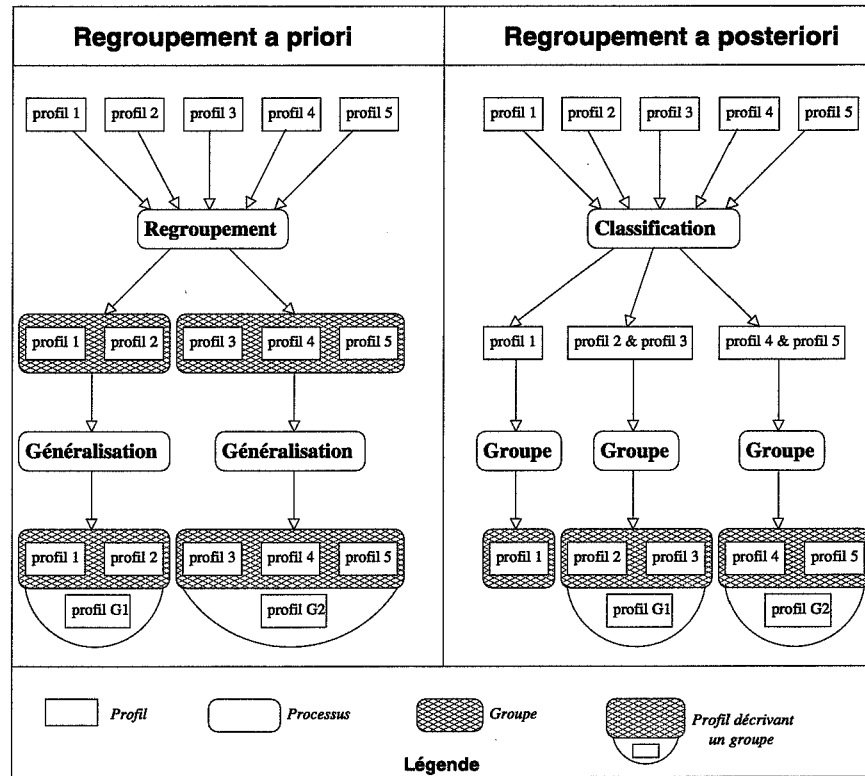 Regroupement a priori
Regroupement a posteriori
profil 1 profil 2 profil 3 profil 4 profil 5
profil 1 profil 2 profil 3 profil 4 profil 5
Regroupement
Classification
profil 1 profil 2 profil 3 profil 4 profil 5
profil 1 profil 2 & profil 3 profil 4 & profil 5
Généralisation Généralisation
Groupe Groupe Groupe
profil 1 profil 2 profil 3 profil 4 profil 5
profil 1 profil 2 profil 3 profil 4 profil 5
profil G1 profil G2
profil G1 profil G2
Profil
Processus
Groupe
Profil décrivant
un groupe
Légende